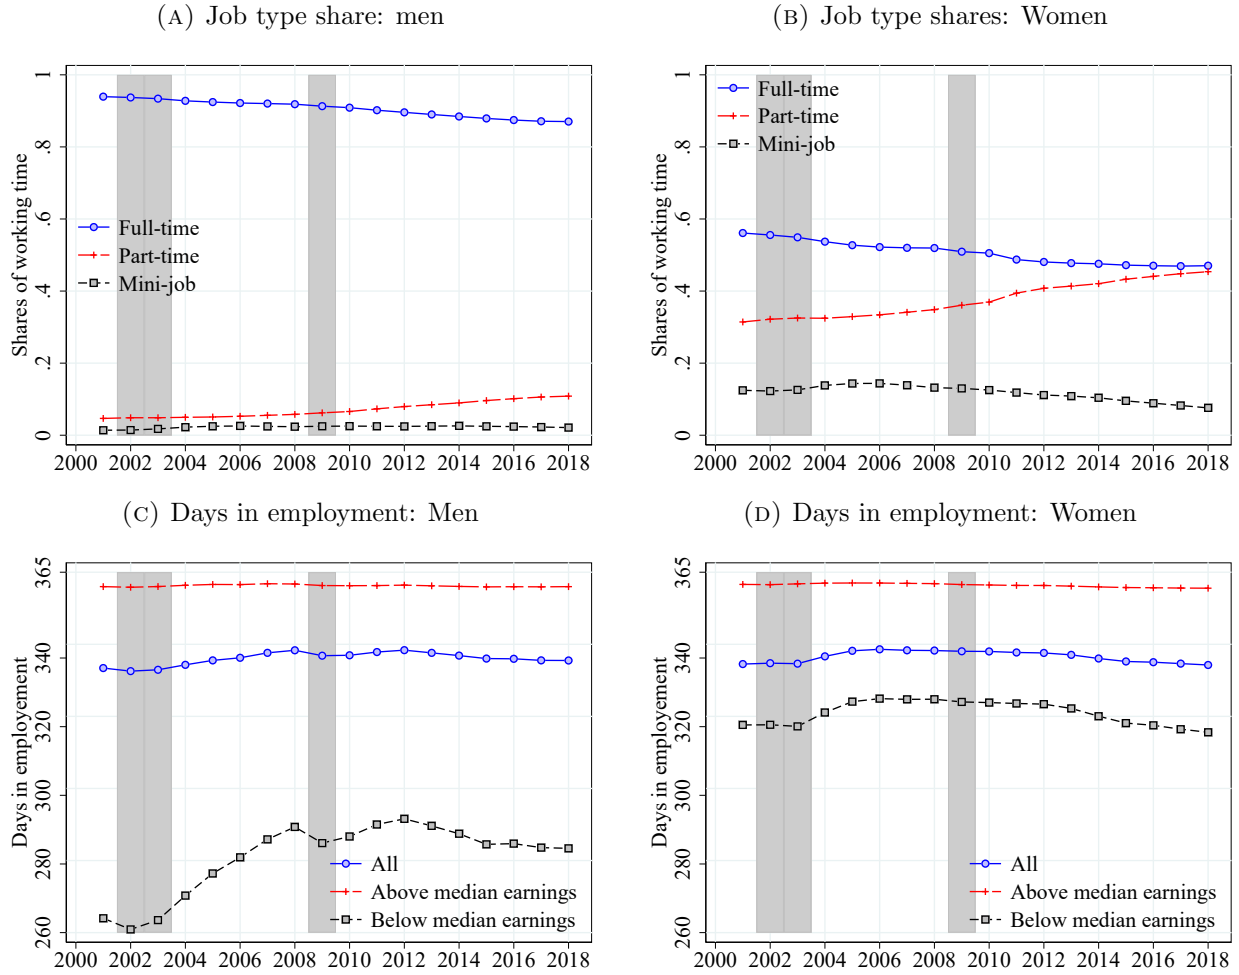 (A) Job type share: men
Shares of working time
1
.8
.6
.4
.2
0
Full-time
Part-time
Mini-job
2000 2002 2004 2006 2008 2010 2012 2014 2016 2018
(B) Job type shares: Women
Shares of working time
1
.8
.6
.4
.2
0
Full-time
Part-time
Mini-job
2000 2002 2004 2006 2008 2010 2012 2014 2016 2018
(C) Days in employment: Men
Days in employement
365
340
320
300
280
260
All
Above median earnings
Below median earnings
2000 2002 2004 2006 2008 2010 2012 2014 2016 2018
(D) Days in employment: Women
Days in employement
365
340
320
300
280
260
All
Above median earnings
Below median earnings
2000 2002 2004 2006 2008 2010 2012 2014 2016 2018